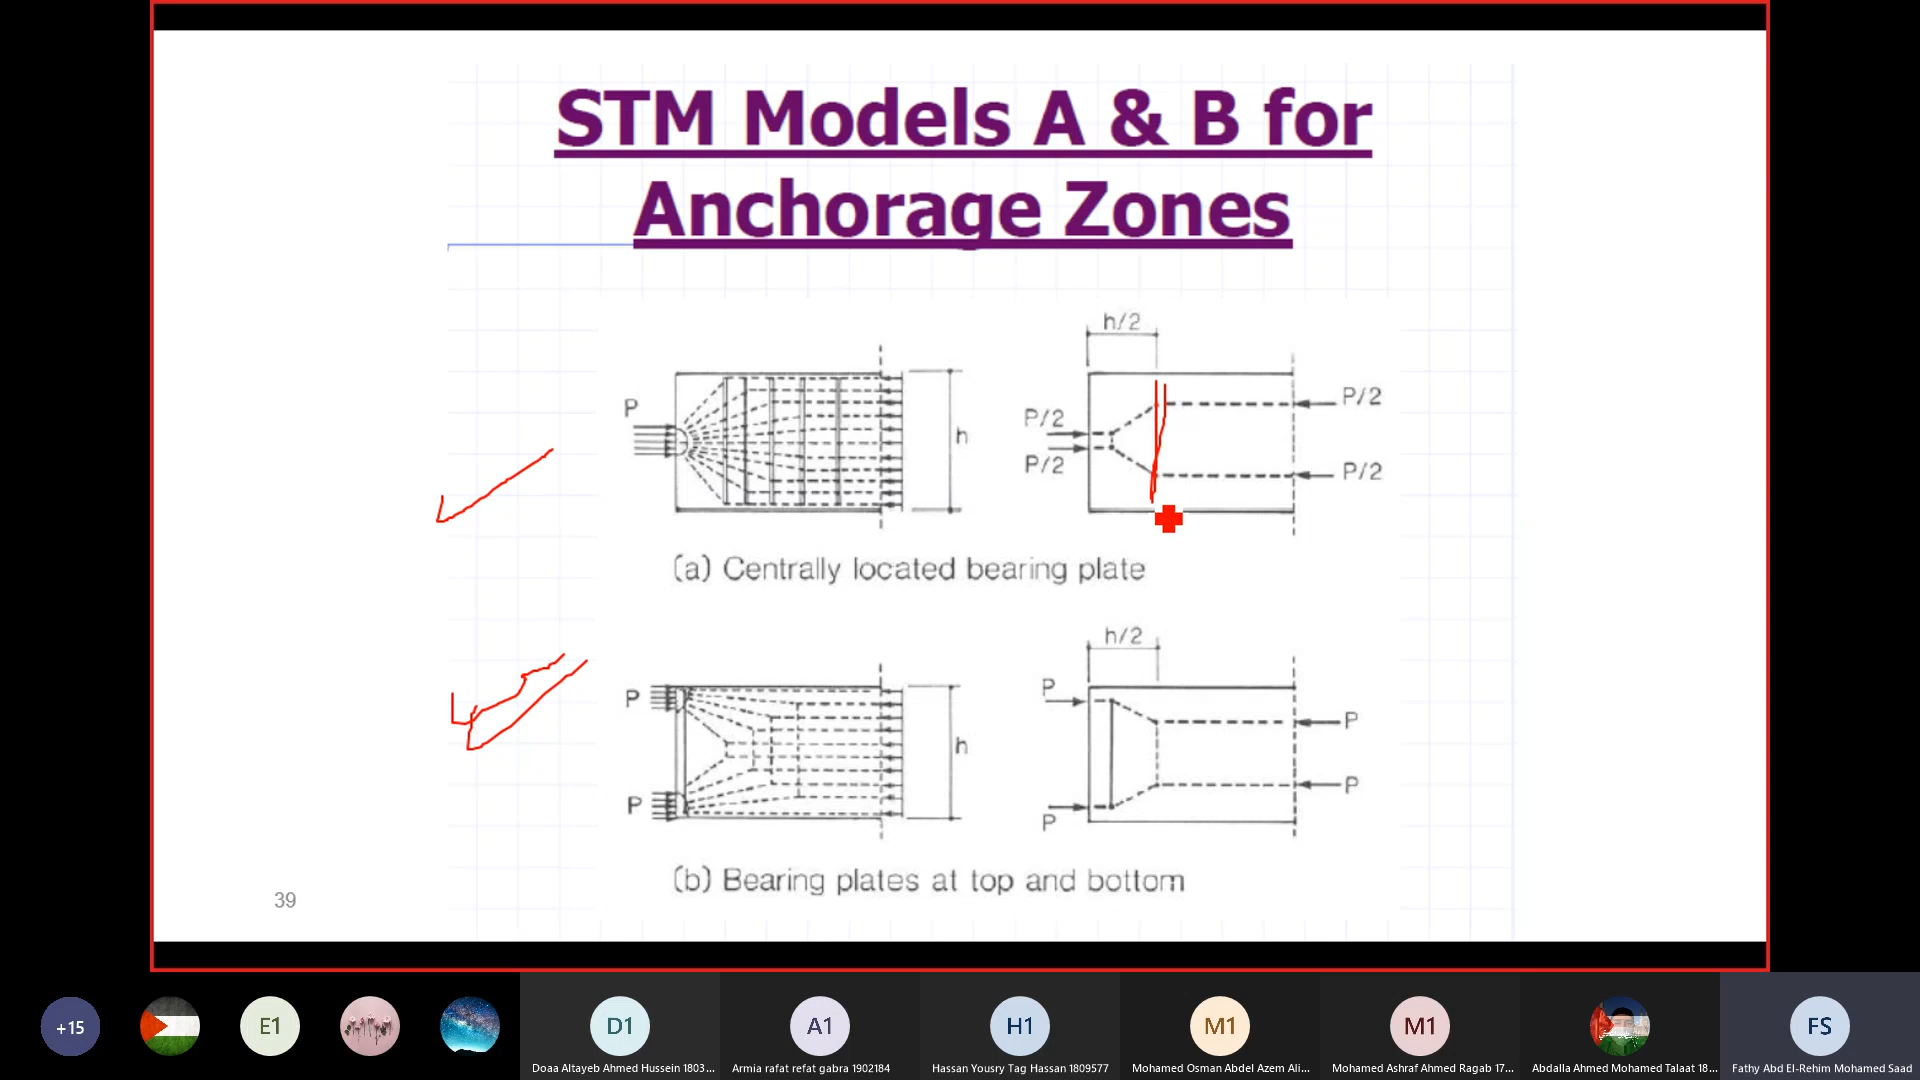 STM Models A & B for
Anchorage Zones
h/2
P
h
P/2
P/2
P/2
P/2
(a) Centrally located bearing plate
h/2
P
P
h
P
P
P
P
(b) Bearing plates at top and bottom
39
+15
E1
D1
A1
H1
M1
M1
FS
Doaa Altayeb Ahmed Hussein 1803...
Armia rafat refat gabra 1902184
Hassan Yousry Tag Hassan 1809577
Mohamed Osman Abdel Azem Ali...
Mohamed Ashraf Ahmed Ragab 17...
Abdalla Ahmed Mohamed Talaat 18...
Fathy Abd El-Rehim Mohamed Saad